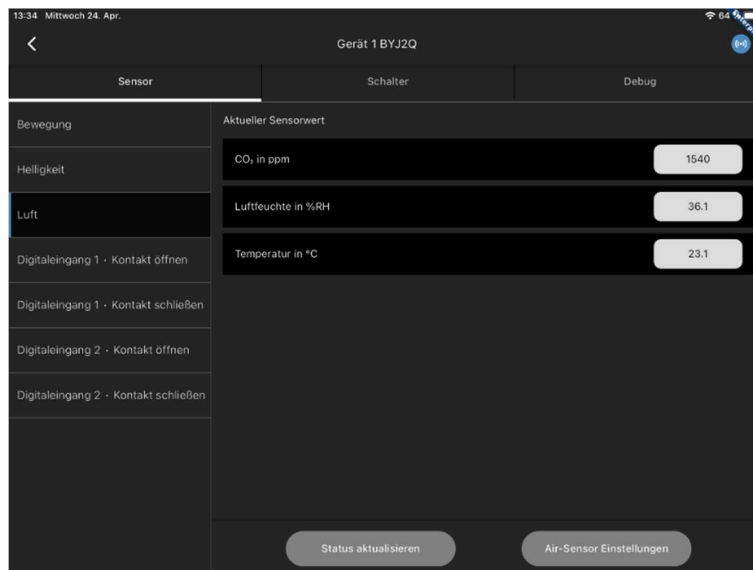 13:34 Mittwoch 24. Apr.
64
Gerät 1 BYJ2Q
Sensor
Schalter
Debug
Bewegung
Helligkeit
Luft
Digitaleingang 1 · Kontakt öffnen
Digitaleingang 1 · Kontakt schließen
Digitaleingang 2 · Kontakt öffnen
Digitaleingang 2 · Kontakt schließen
Aktueller Sensorwert
CO₂ in ppm
1540
Luftfeuchte in %RH
36.1
Temperatur in °C
23.1
Status aktualisieren
Air-Sensor Einstellungen